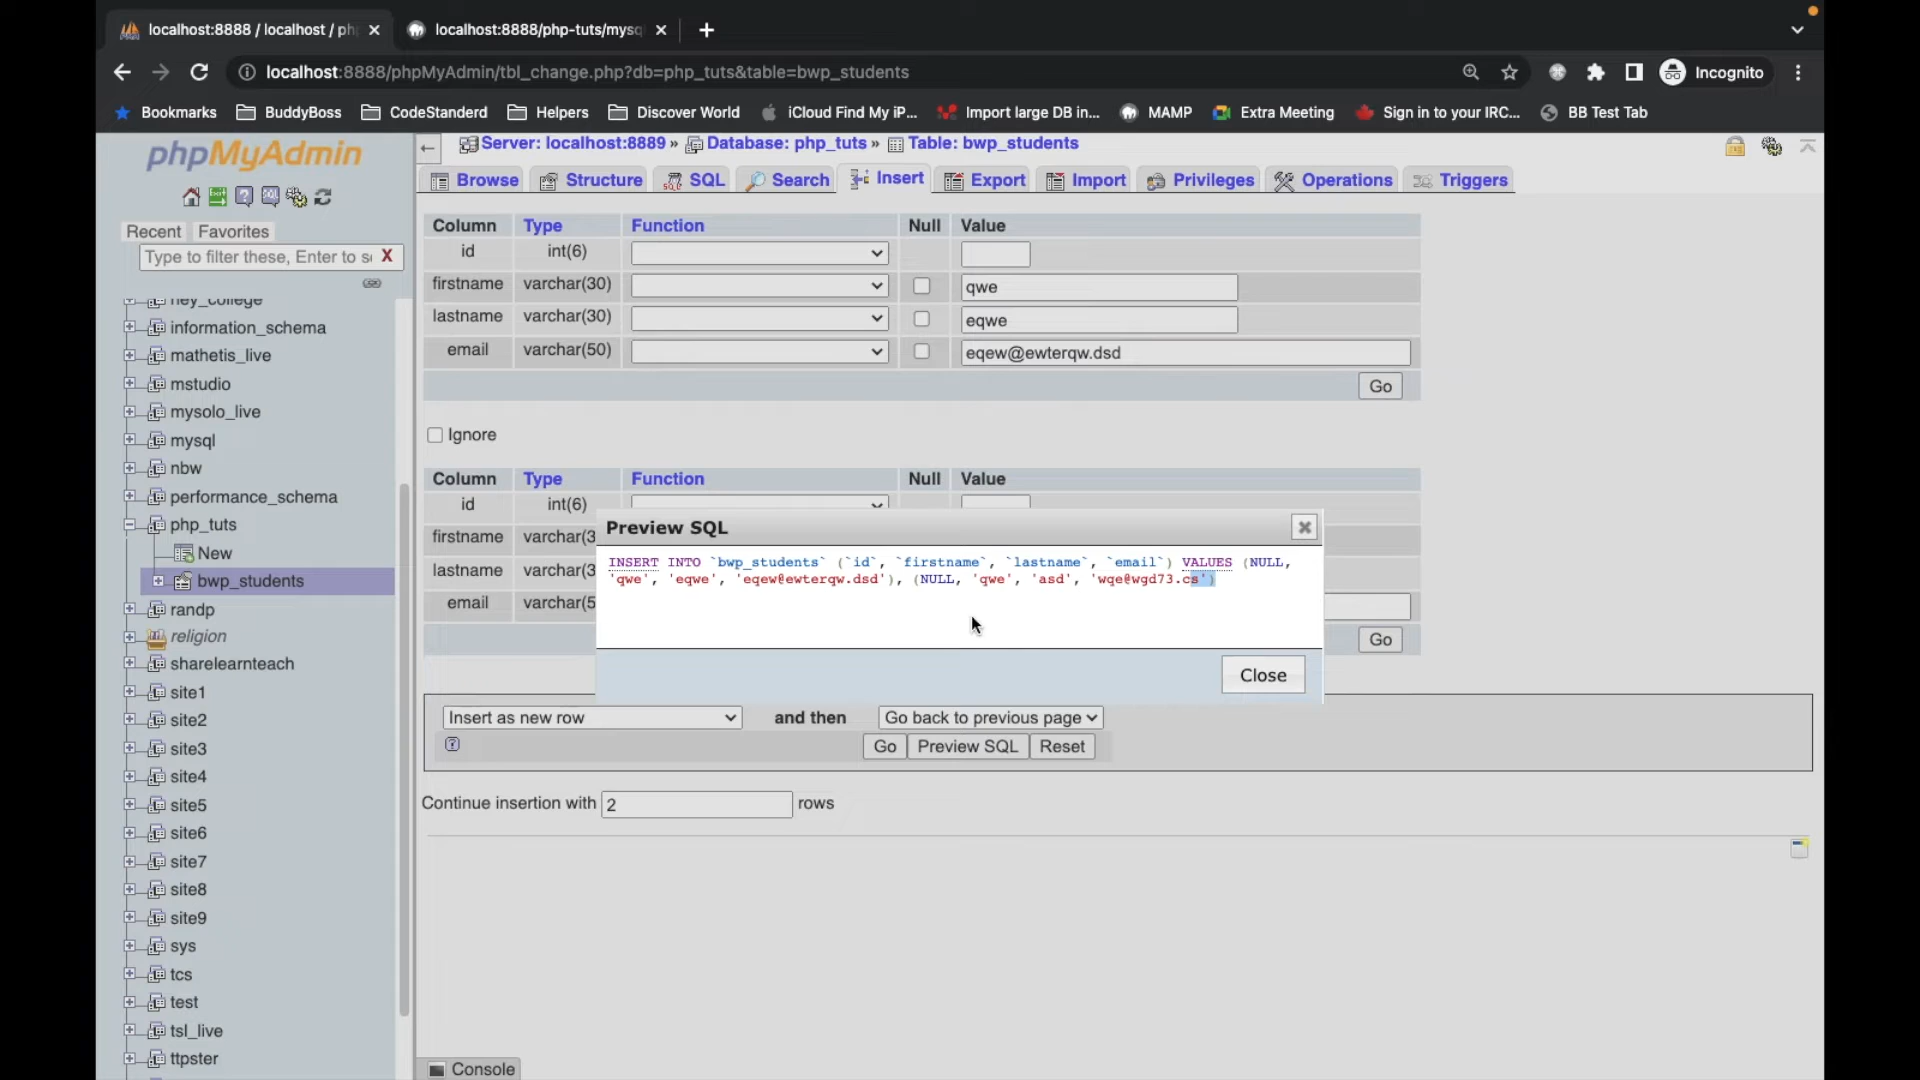 localhost:8888 / localhost / ph
localhost:8888/php-tuts/mysq
localhost:8888/phpMyAdmin/tbl_change.php?db=php_tuts&table=bwp_students
Incognito
Bookmarks
BuddyBoss
CodeStanderd
Helpers
Discover World
iCloud Find My iP...
Import large DB in...
MAMP
Extra Meeting
Sign in to your IRC...
BB Test Tab
phpMyAdmin
Recent
Favorites
Type to filter these, Enter to s
X
hey_college
information_schema
mathetis_live
mstudio
mysolo_live
mysql
nbw
performance_schema
php_tuts
New
bwp_students
randp
religion
sharelearnteach
site1
site2
site3
site4
site5
site6
site7
site8
site9
sys
tcs
test
tsl_live
ttpster
Server: localhost:8889 » Database: php_tuts » Table: bwp_students
Browse
Structure
SQL
Search
Insert
Export
Import
Privileges
Operations
Triggers
Column Type Function Null Value
id int(6)
firstname varchar(30) qwe
lastname varchar(30) eqwe
email varchar(50) eqew@ewterqw.dsd
Go
Ignore
Column Type Function Null Value
id int(6)
firstname varchar(3
lastname varchar(3
email varchar(5
Go
Preview SQL
INSERT INTO `bwp_students` (`id`, `firstname`, `lastname`, `email`) VALUES (NULL,
'qwe', 'eqwe', 'eqew@ewterqw.dsd'), (NULL, 'qwe', 'asd', 'wqe@wgd73.cs')
Close
Insert as new row and then Go back to previous page
Go Preview SQL Reset
Continue insertion with 2 rows
Console